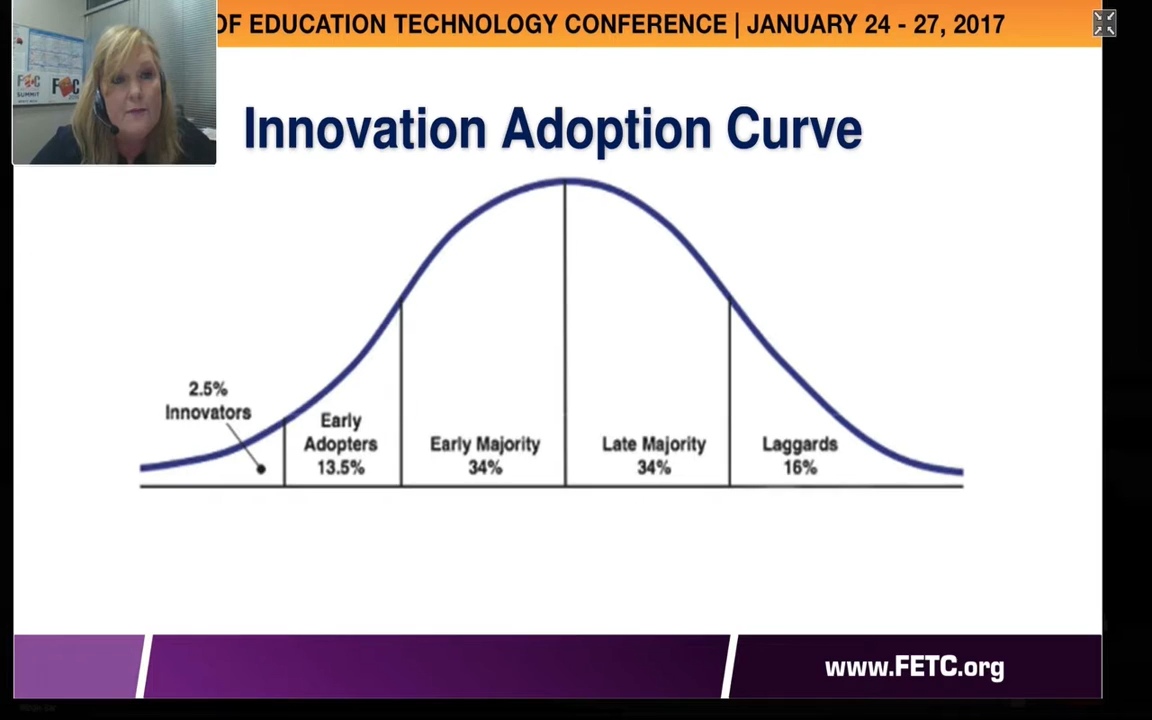 OF EDUCATION TECHNOLOGY CONFERENCE | JANUARY 24 - 27, 2017
SUMMIT
Innovation Adoption Curve
2.5%
Innovators
Early
Adopters
13.5%
Early Majority
34%
Late Majority
34%
Laggards
16%
www.FETC.org